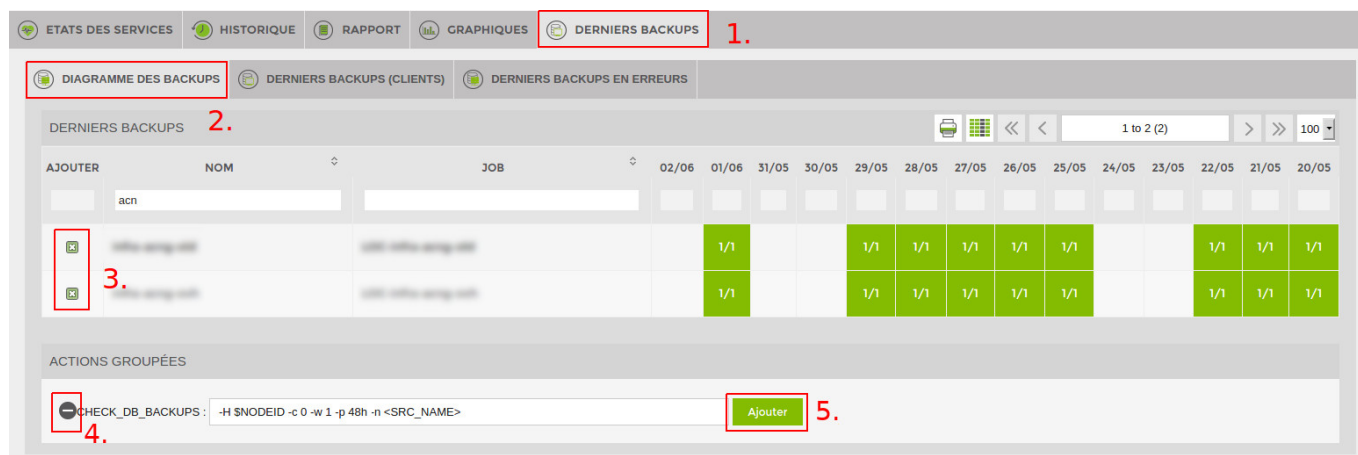 ETATS DES SERVICES HISTORIQUE RAPPORT GRAPHIQUES DERNIERS BACKUPS 1.
DIAGRAMME DES BACKUPS DERNIERS BACKUPS (CLIENTS) DERNIERS BACKUPS EN ERREURS
DERNIERS BACKUPS 2. 1 to 2 (2) 100
AJOUTER NOM JOB 02/06 01/06 31/05 30/05 29/05 28/05 27/05 26/05 25/05 24/05 23/05 22/05 21/05 20/05
acn
1/1 1/1 1/1 1/1 1/1 1/1 1/1 1/1 1/1
3.
1/1 1/1 1/1 1/1 1/1 1/1 1/1 1/1 1/1
ACTIONS GROUPÉES
CHECK_DB_BACKUPS : -H $NODEID -c 0 -w 1 -p 48h -n <SRC_NAME> Ajouter 5.
4.